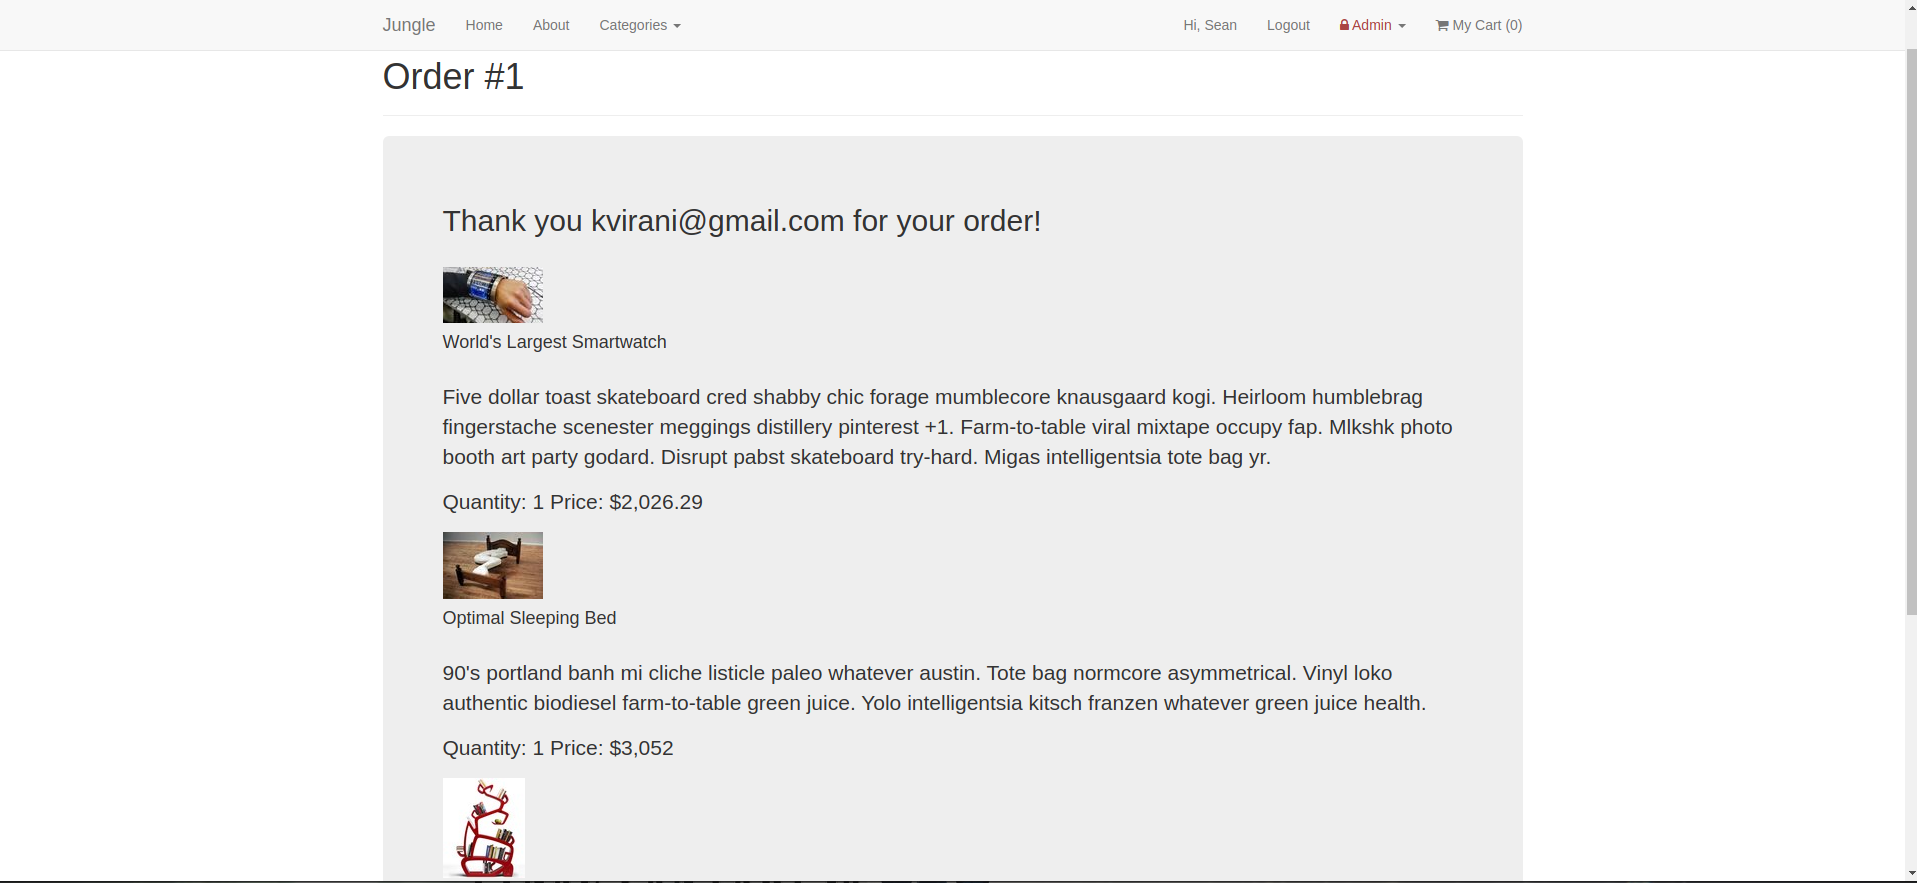 Jungle Home About Categories Hi, Sean Logout Admin My Cart (0)
Order #1
Thank you kvirani@gmail.com for your order!
World's Largest Smartwatch
Five dollar toast skateboard cred shabby chic forage mumblecore knausgaard kogi. Heirloom humblebrag
fingerstache scenester meggings distillery pinterest +1. Farm-to-table viral mixtape occupy fap. Mlkshk photo
booth art party godard. Disrupt pabst skateboard try-hard. Migas intelligentsia tote bag yr.
Quantity: 1 Price: $2,026.29
Optimal Sleeping Bed
90's portland banh mi cliche listicle paleo whatever austin. Tote bag normcore asymmetrical. Vinyl loko
authentic biodiesel farm-to-table green juice. Yolo intelligentsia kitsch franzen whatever green juice health.
Quantity: 1 Price: $3,052